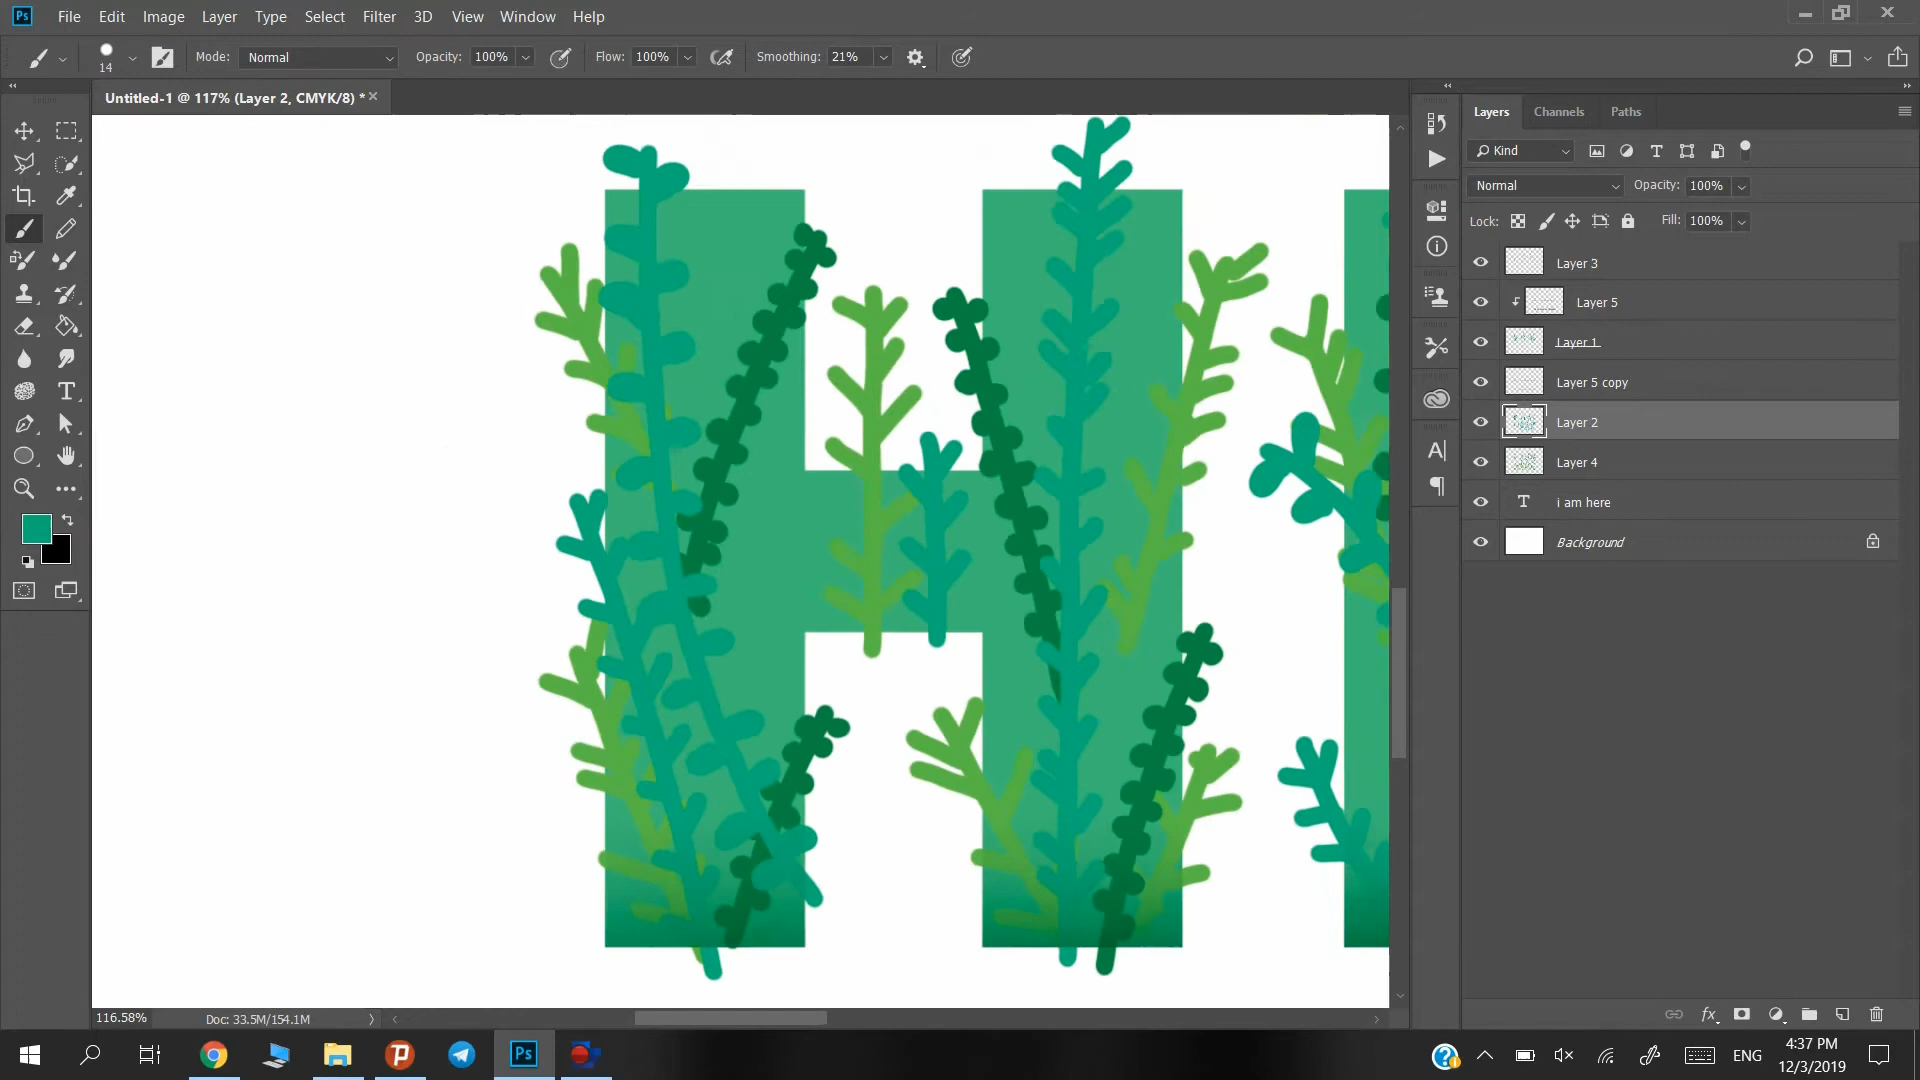 Ps File Edit Image Layer Type Select Filter 3D View Window Help
14 Mode: Normal Opacity: 100% Flow: 100% Smoothing: 21%
Untitled-1 @ 117% (Layer 2, CMYK/8) *
Layers Channels Paths
Kind
Normal Opacity: 100%
Lock: Fill: 100%
Layer 3
Layer 5
Layer 1
Layer 5 copy
Layer 2
Layer 4
T i am here
Background
H
116.58% Doc: 33.5M/154.1M
fx
Ps ENG 4:37 PM
12/3/2019